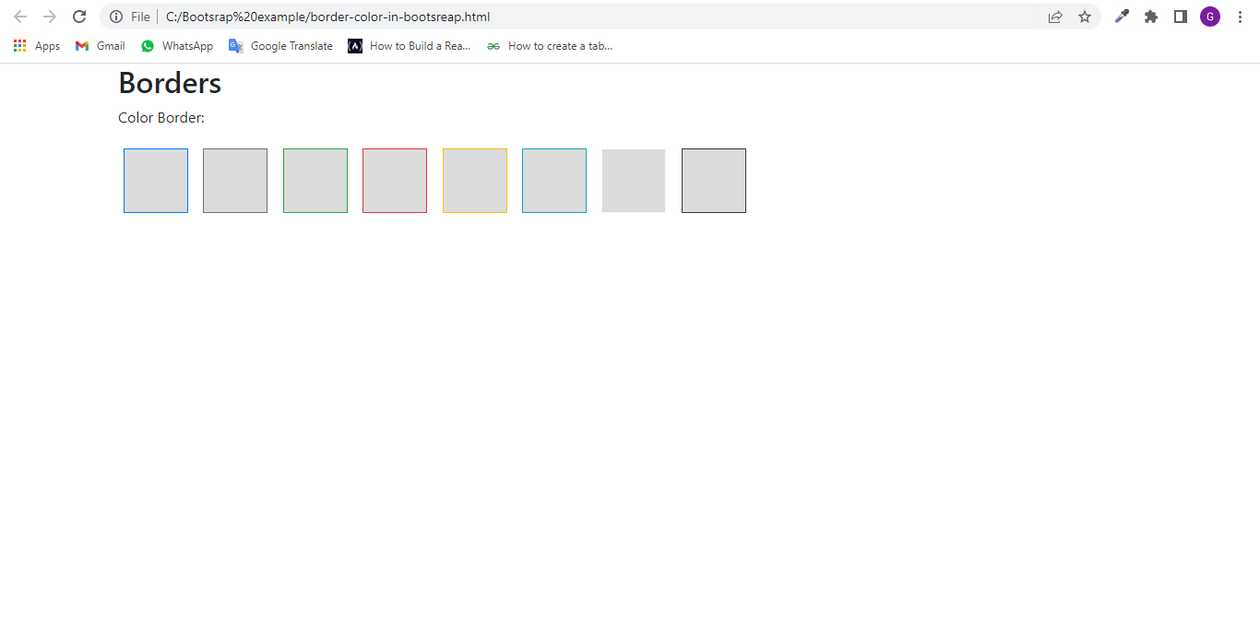 File C:/Bootsrap%20example/border-color-in-bootsreap.html G
Apps Gmail WhatsApp Google Translate How to Build a Rea... How to create a tab...
Borders
Color Border: